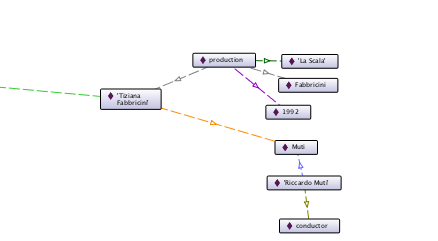 production
'La Scala'
Fabbricini
'Tiziana
Fabbricini'
1992
Muti
'Riccardo Muti'
conductor